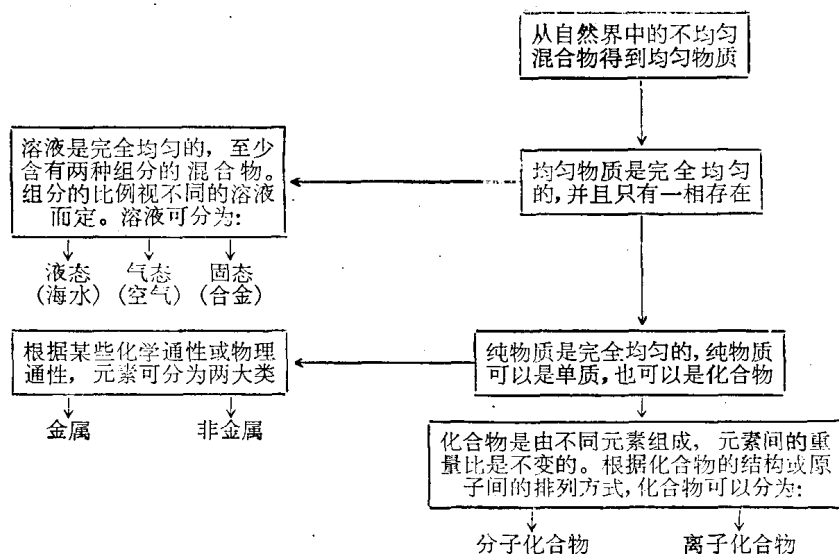 从自然界中的不均匀
混合物得到均匀物质
溶液是完全均匀的，至少
含有两种组分的混合物。
组分的比例视不同的溶液
而定。溶液可分为：
均匀物质是完全均匀
的，并且只有一相存在
液态 气态 固态
(海水) (空气) (合金)
根据某些化学通性或物理
通性，元素可分为两大类
纯物质是完全均匀的，纯物质
可以是单质，也可以是化合物
金属 非金属
化合物是由不同元素组成，元素间的重
量比是不变的。根据化合物的结构或原
子间的排列方式，化合物可以分为：
分子化合物 离子化合物